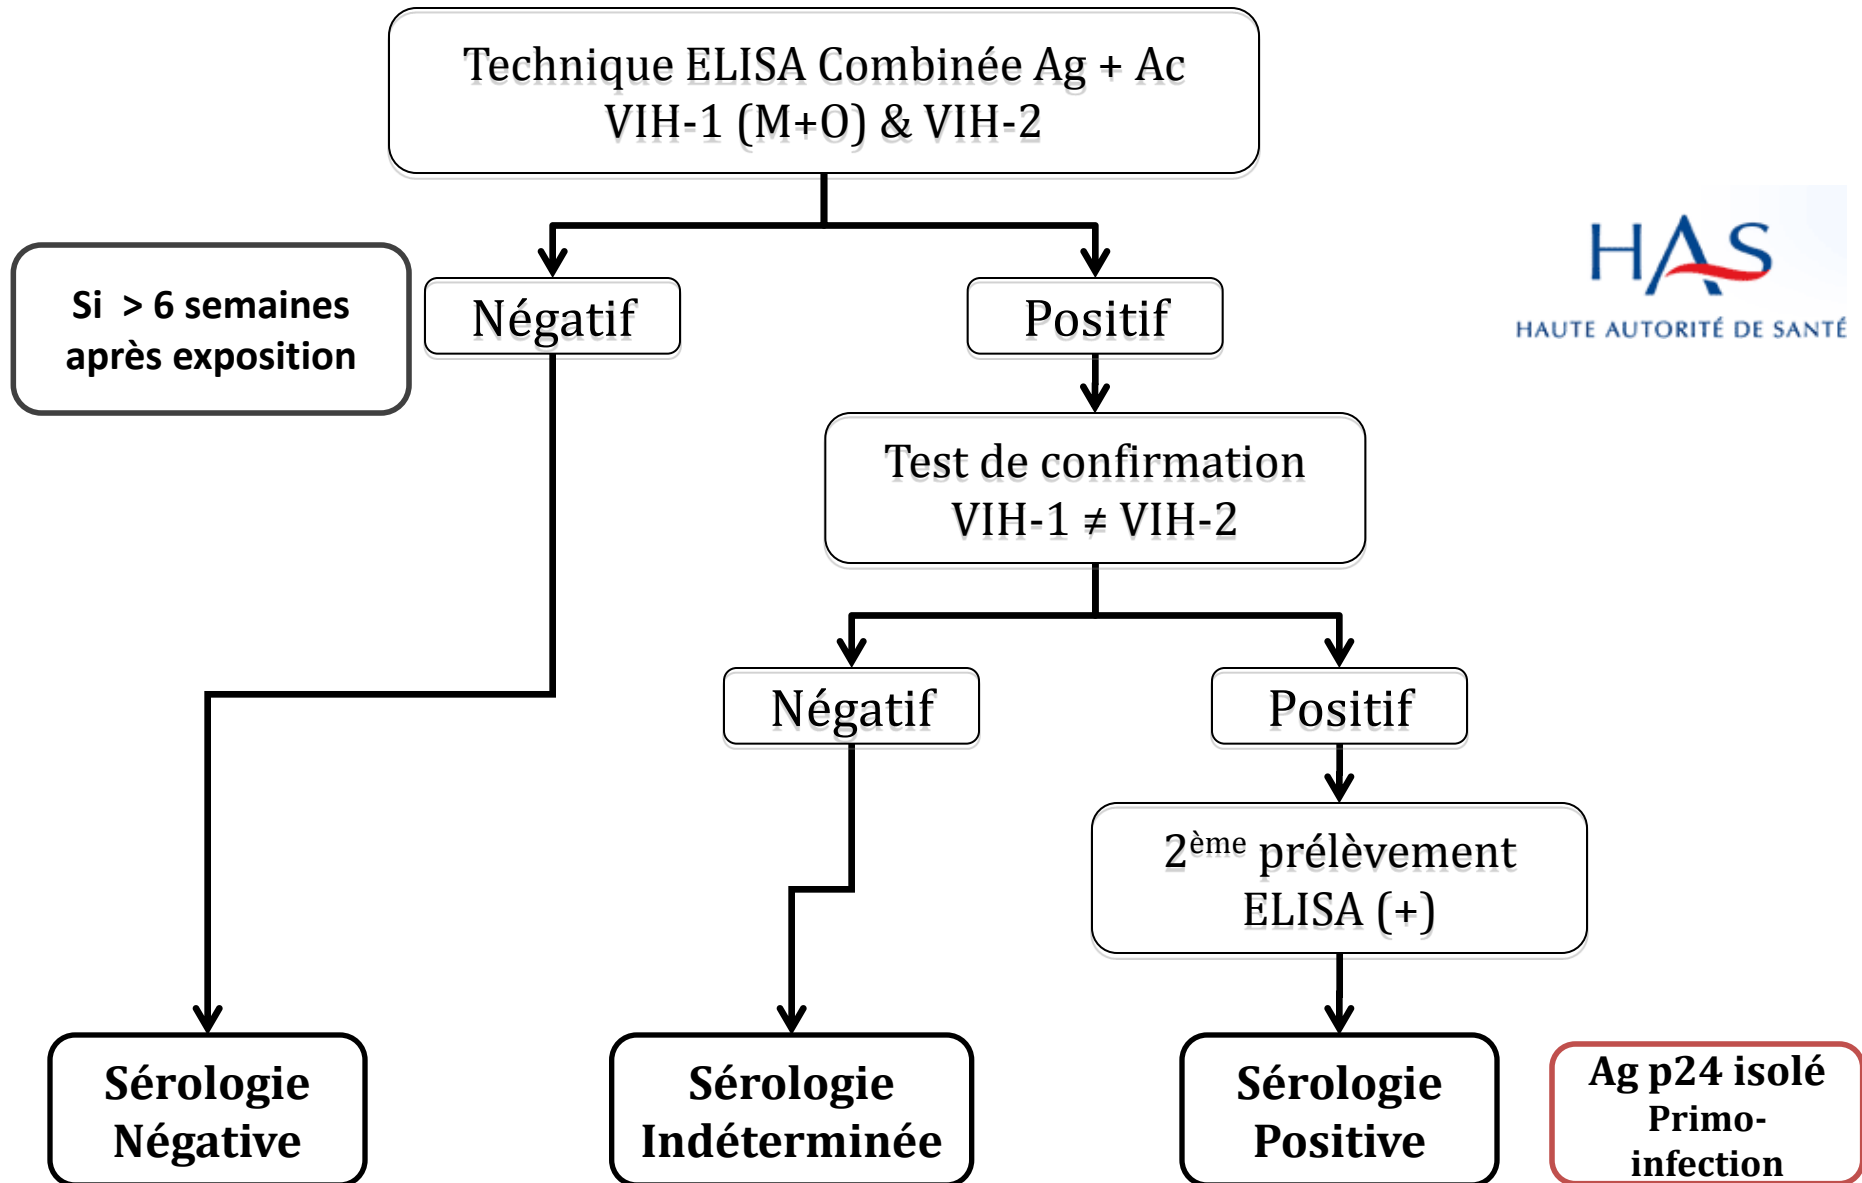 Technique ELISA Combinée Ag + Ac
VIH-1 (M+O) & VIH-2
Si > 6 semaines
après exposition
Négatif
Positif
HAS
HAUTE AUTORITÉ DE SANTÉ
Test de confirmation
VIH-1 ≠ VIH-2
Négatif
Positif
2ème prélèvement
ELISA (+)
Sérologie
Négative
Sérologie
Indéterminée
Sérologie
Positive
Ag p24 isolé
Primo-
infection